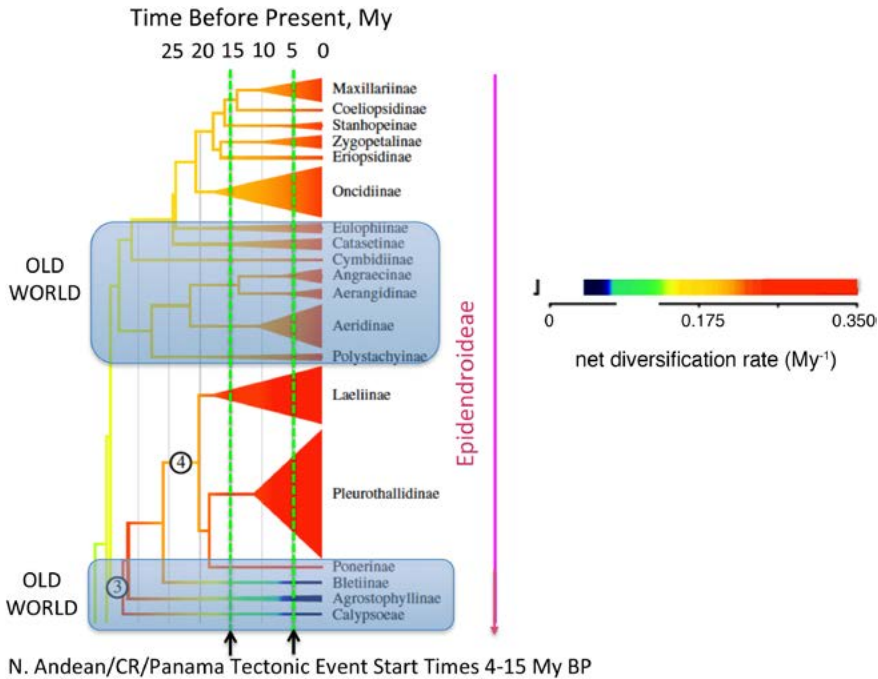 Time Before Present, My
25 20 15 10 5 0
Maxillariinae
Coeliopsidinae
Stanhopeinae
Zygopetalinae
Eriopsidinae
Oncidiinae
Eulophiinae
Catasetinae
Cymbidiinae
Angraecinae
Aerangidinae
Aeridinae
Polystachyinae
OLD
WORLD
Laeliinae
4
Pleurothallidinae
Ponerinae
Bletiinae
Agrostophyllinae
Calypsoeae
3
OLD
WORLD
Epidendroideae
N. Andean/CR/Panama Tectonic Event Start Times 4-15 My BP
0 0.175 0.350
net diversification rate (My⁻¹)